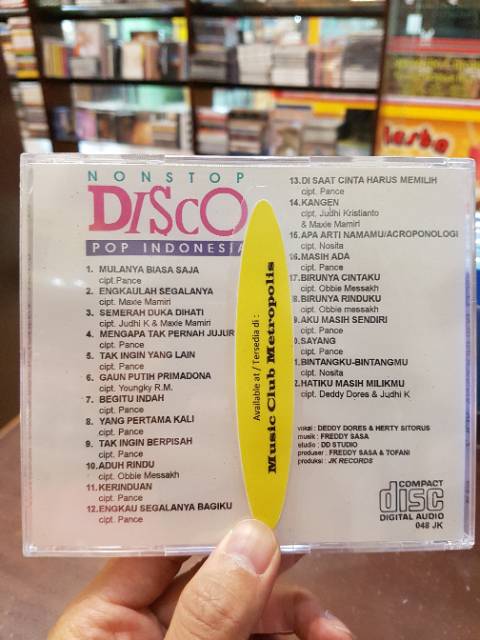 NONSTOP
DISCO
POP INDONESIA
1. MULANYA BIASA SAJA
cipt.Pance
2. ENGKAULAH SEGALANYA
cipt. Maxie Mamiri
3. SEMERAH DUKA DIHATI
cipt. Judhi K & Maxie Mamiri
4. MENGAPA TAK PERNAH JUJUR
cipt. Pance
5. TAK INGIN YANG LAIN
cipt. Pance
6. GAUN PUTIH PRIMADONA
cipt. Youngky R.M.
7. BEGITU INDAH
cipt. Pance
8. YANG PERTAMA KALI
cipt. Pance
9. TAK INGIN BERPISAH
cipt. Pance
10. ADUH RINDU
cipt. Obbie Messakh
11. KERINDUAN
cipt. Pance
12. ENGKAU SEGALANYA BAGIKU
cipt. Pance
Available at / Tersedia di :
Music Club Metropolis
13. DI SAAT CINTA HARUS MEMILIH
cipt. Pance
14. KANGEN
cipt, Judhi Kristianto
& Maxie Mamiri
15. APA ARTI NAMAMU/ACROPONOLOGI
cipt. Nosita
16. MASIH ADA
cipt. Pance
17. BIRUNYA CINTAKU
cipt. Obbie Messakh
8. BIRUNYA RINDUKU
cipt. Obbie messakh
9. AKU MASIH SENDIRI
cipt. Pance
0. SAYANG
cipt. Pance
1. BINTANGKU-BINTANGMU
cipt. Nosita
2. HATIKU MASIH MILIKMU
cipt. Deddy Dores & Judhi K
vokal : DEDDY DORES & HERTY SITORUS
musik : FREDDY SASA
studio : DD STUDIO
produser : FREDDY SASA & TOFANI
produksi : JK RECORDS
COMPACT
disc
DIGITAL AUDIO
048 JK